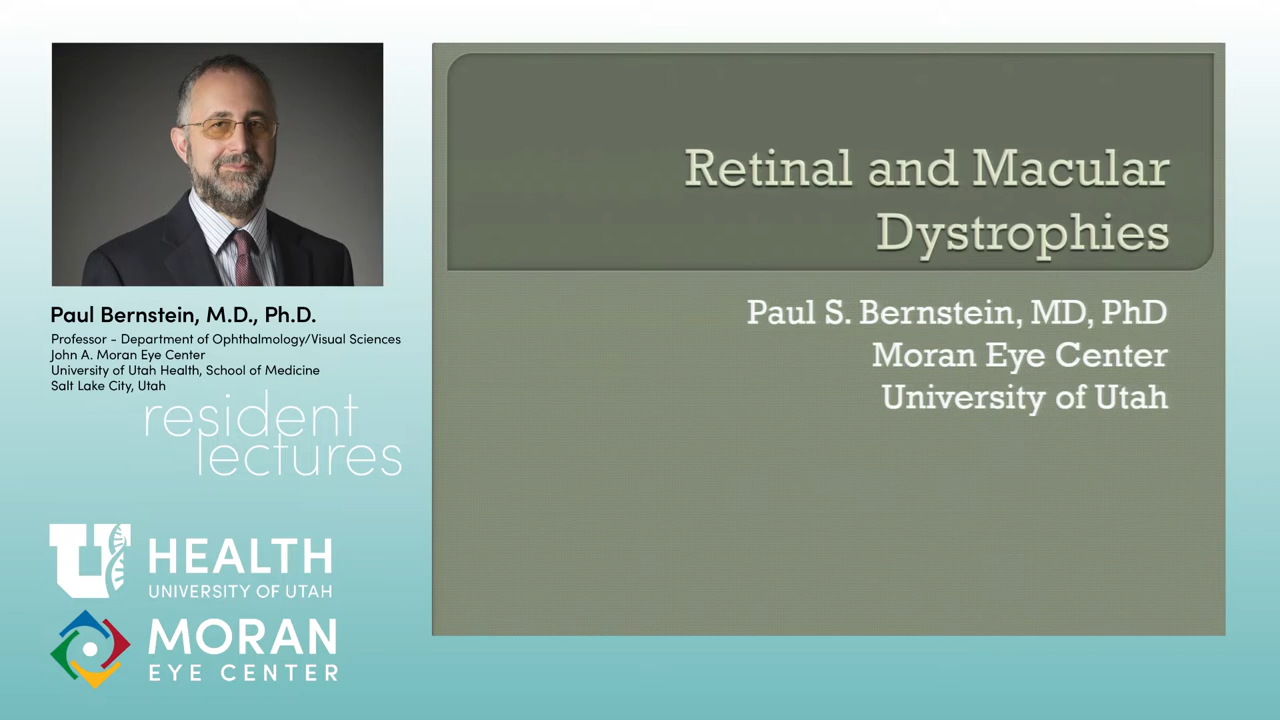 Paul Bernstein, M.D., Ph.D.
Professor – Department of Ophthalmology/Visual Sciences
John A. Moran Eye Center
University of Utah Health, School of Medicine
Salt Lake City, Utah
resident
lectures
U HEALTH
UNIVERSITY OF UTAH
MORAN
EYE CENTER
Retinal and Macular
Dystrophies
Paul S. Bernstein, MD, PhD
Moran Eye Center
University of Utah